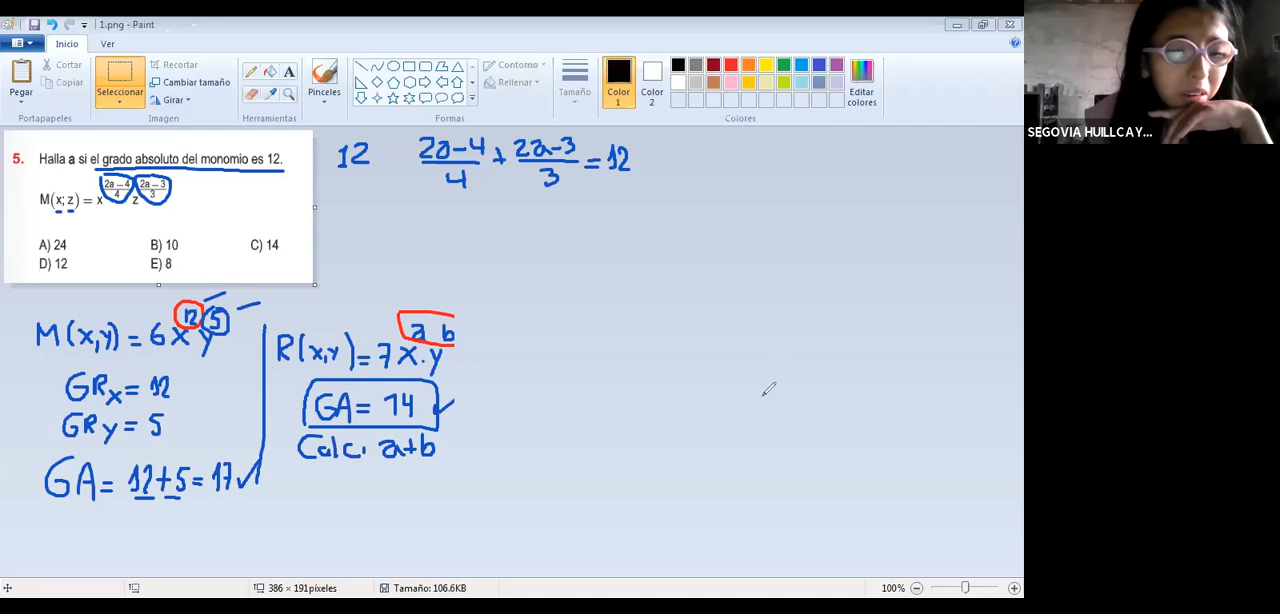 1.png - Paint
Inicio Ver
Pegar
Cortar
Copiar
Portapapeles
Seleccionar
Recortar
Cambiar tamaño
Girar
Imagen
Herramientas
Pinceles
Formas
Contorno
Rellenar
Tamaño
Color 1
Color 2
Editar colores
Colores
SEGOVIA HUILLCAY...
5. Halla a si el grado absoluto del monomio es 12.
M(x; z) = x^((2a – 4)/4) z^((2a – 3)/3)
A) 24 B) 10 C) 14
D) 12 E) 8
12 (2a-4)/4 + (2a-3)/3 = 12
M(x,y) = 6x^12 y^5
GRx = 12
GRy = 5
GA = 12+5 = 17
R(x,y) = 7x^a . y^b
GA = 14
Calc: a+b
386 × 191píxeles
Tamaño: 106.6KB
100%